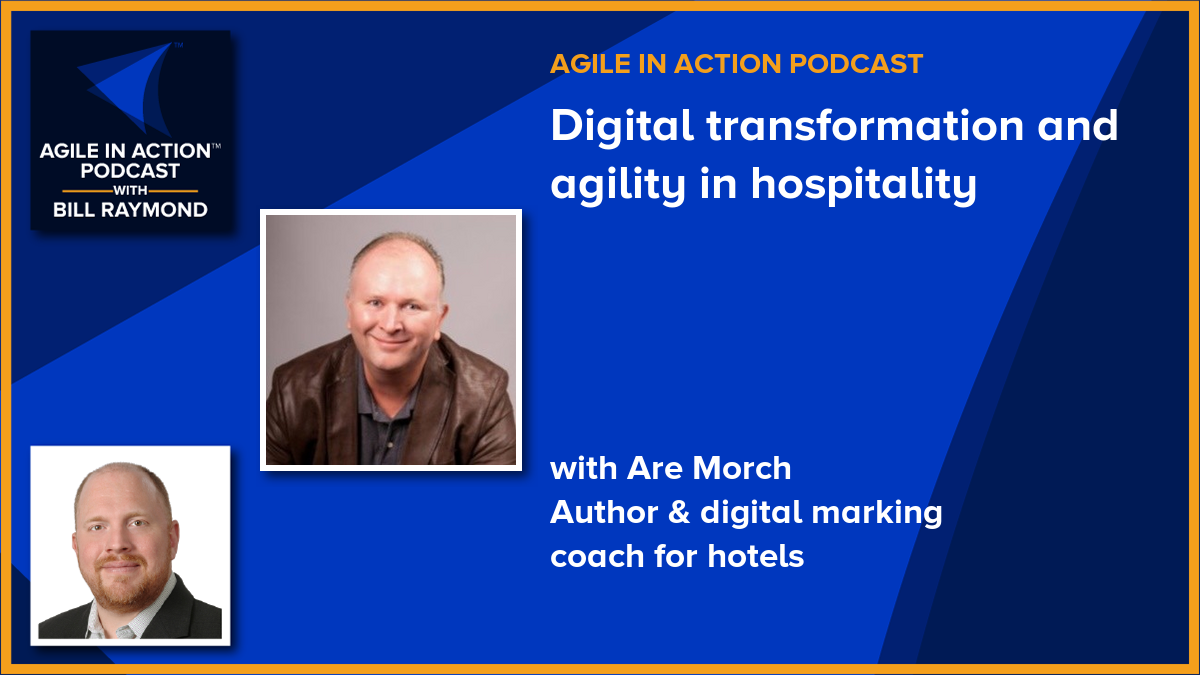 AGILE IN ACTION™
PODCAST
WITH
BILL RAYMOND
AGILE IN ACTION PODCAST
Digital transformation and
agility in hospitality
with Are Morch
Author & digital marking
coach for hotels